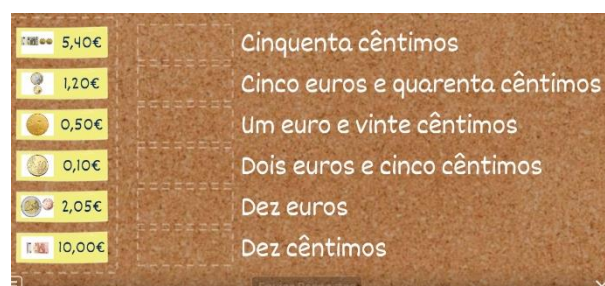 5,40€ Cinquenta cêntimos
1,20€ Cinco euros e quarenta cêntimos
0,50€ Um euro e vinte cêntimos
0,10€ Dois euros e cinco cêntimos
2,05€ Dez euros
10,00€ Dez cêntimos